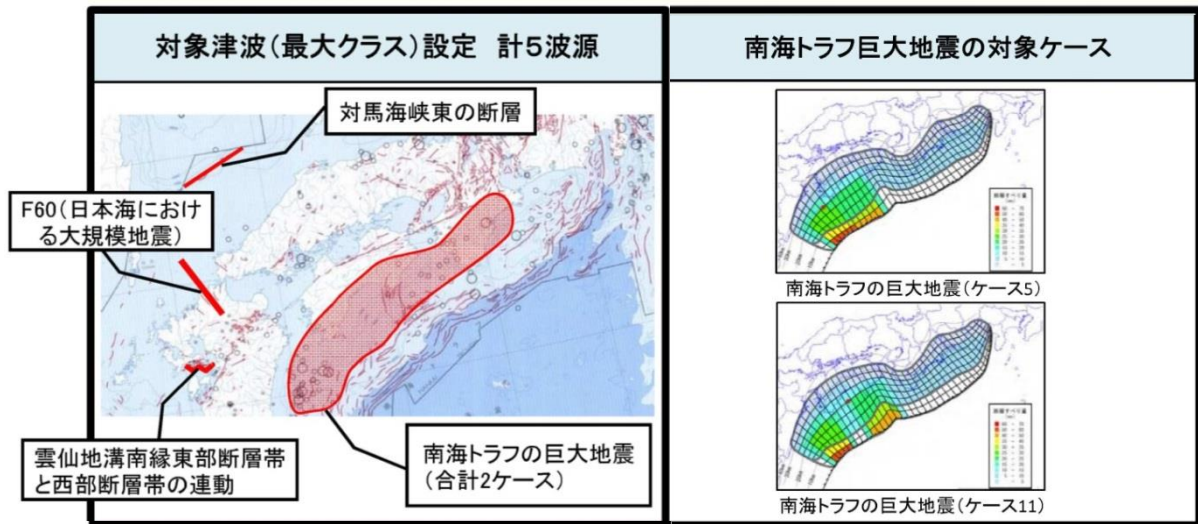 対象津波(最大クラス)設定 計5波源
対馬海峡東の断層
F60(日本海におけ
る大規模地震)
雲仙地溝南縁東部断層帯
と西部断層帯の連動
南海トラフの巨大地震
(合計2ケース)
南海トラフ巨大地震の対象ケース
南海トラフの巨大地震(ケース5)
南海トラフの巨大地震(ケース11)